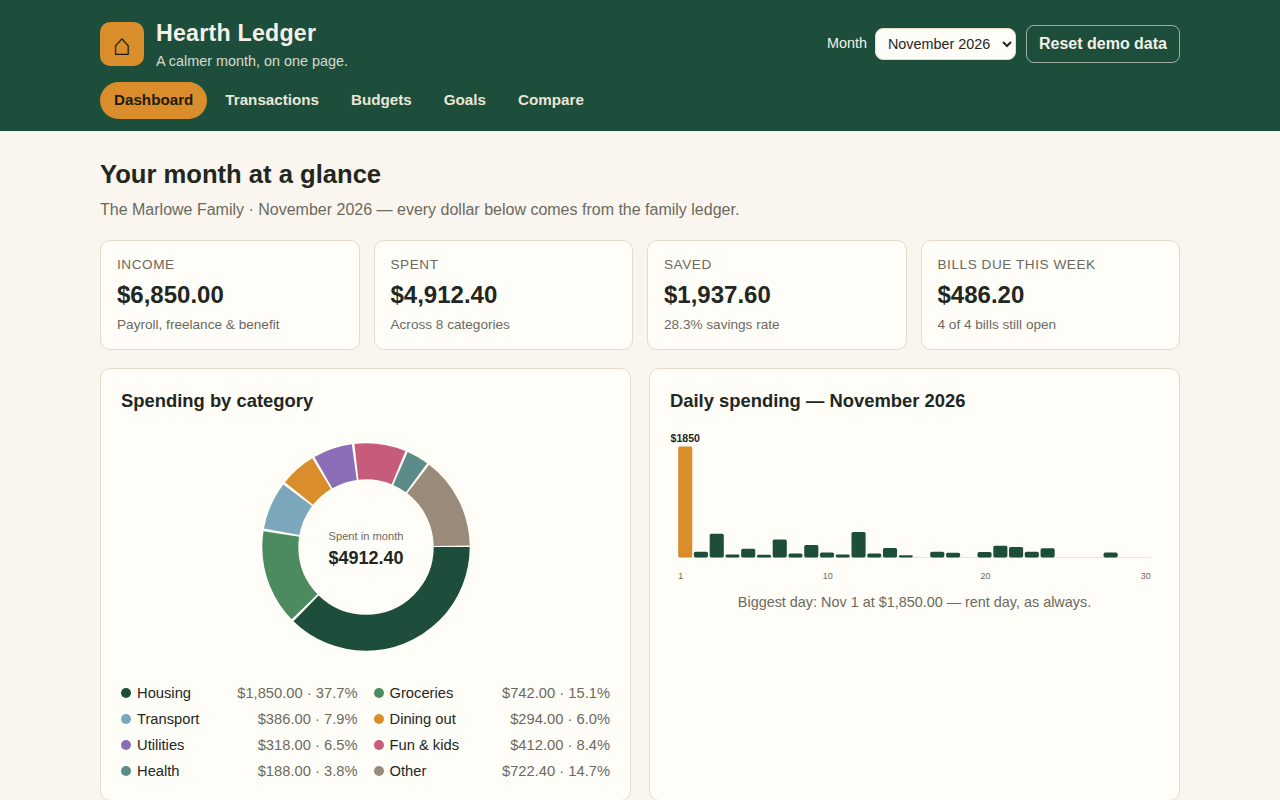 Hearth Ledger
A calmer month, on one page.
Month
November 2026
Reset demo data
Dashboard
Transactions
Budgets
Goals
Compare
Your month at a glance
The Marlowe Family · November 2026 — every dollar below comes from the family ledger.
INCOME
$6,850.00
Payroll, freelance & benefit
SPENT
$4,912.40
Across 8 categories
SAVED
$1,937.60
28.3% savings rate
BILLS DUE THIS WEEK
$486.20
4 of 4 bills still open
Spending by category
Spent in month
$4912.40
Housing $1,850.00 · 37.7%
Groceries $742.00 · 15.1%
Transport $386.00 · 7.9%
Dining out $294.00 · 6.0%
Utilities $318.00 · 6.5%
Fun & kids $412.00 · 8.4%
Health $188.00 · 3.8%
Other $722.40 · 14.7%
Daily spending — November 2026
$1850
1 10 20 30
Biggest day: Nov 1 at $1,850.00 — rent day, as always.